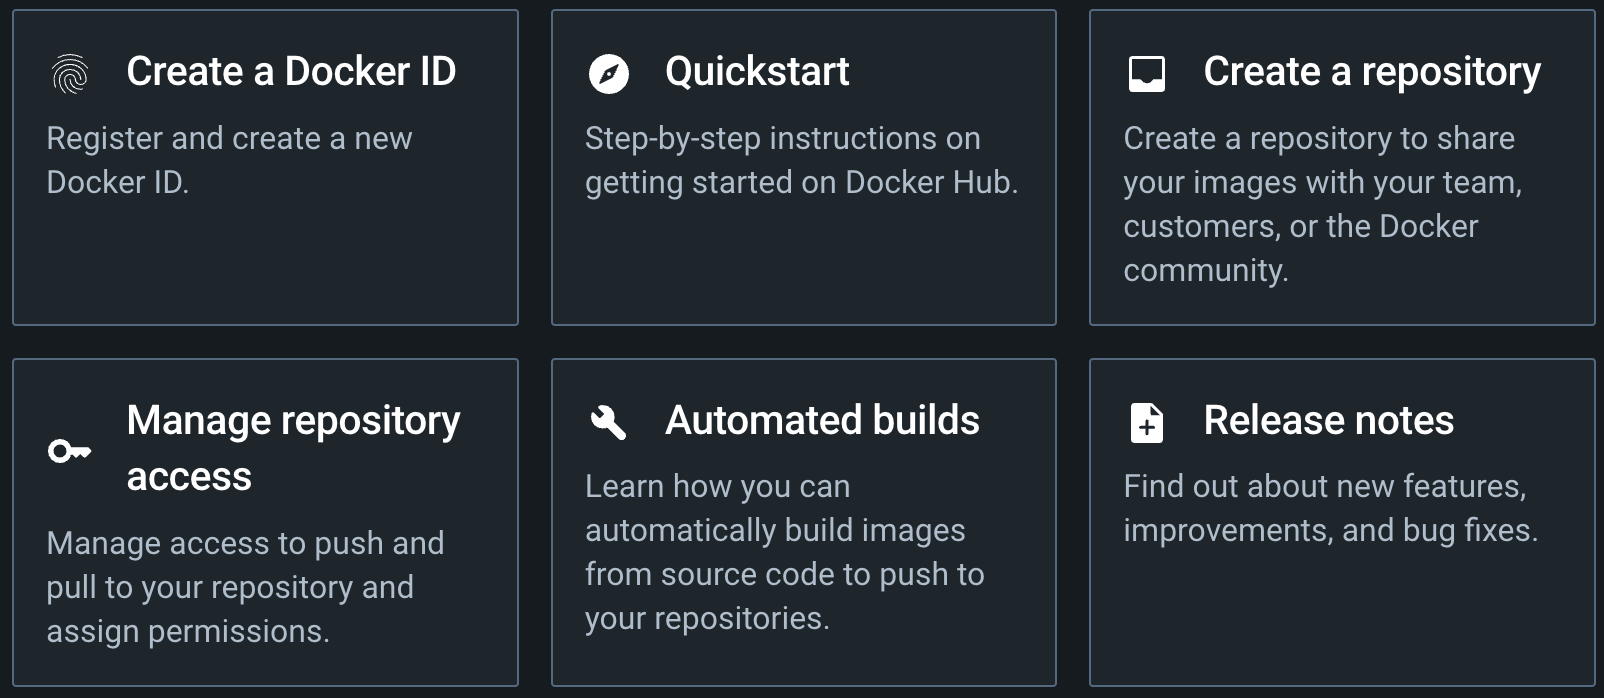 Create a Docker ID
Register and create a new
Docker ID.
Quickstart
Step-by-step instructions on
getting started on Docker Hub.
Create a repository
Create a repository to share
your images with your team,
customers, or the Docker
community.
Manage repository
access
Manage access to push and
pull to your repository and
assign permissions.
Automated builds
Learn how you can
automatically build images
from source code to push to
your repositories.
Release notes
Find out about new features,
improvements, and bug fixes.